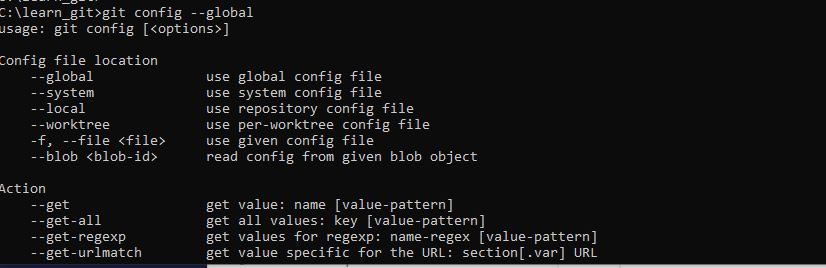 C:\learn_git>git config --global
usage: git config [<options>]
Config file location
--global use global config file
--system use system config file
--local use repository config file
--worktree use per-worktree config file
-f, --file <file> use given config file
--blob <blob-id> read config from given blob object
Action
--get get value: name [value-pattern]
--get-all get all values: key [value-pattern]
--get-regexp get values for regexp: name-regex [value-pattern]
--get-urlmatch get value specific for the URL: section[.var] URL